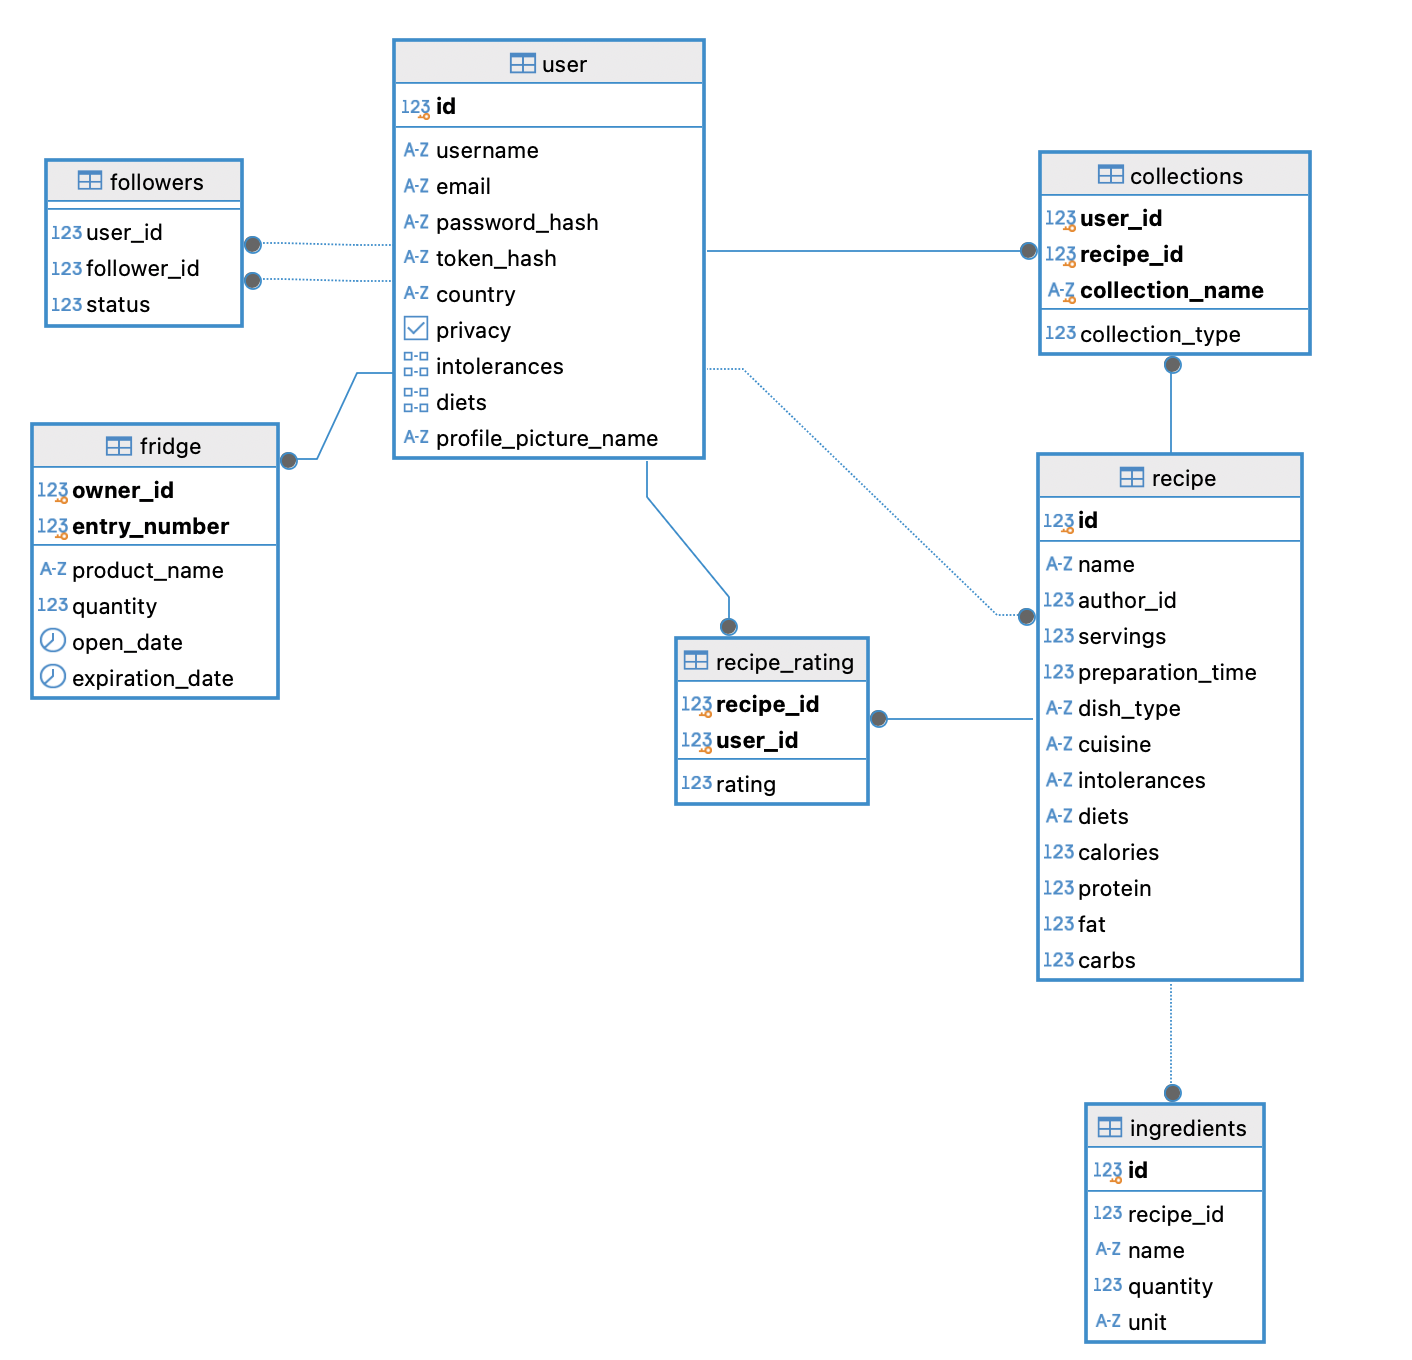 user
123 id
A-Z username
A-Z email
A-Z password_hash
A-Z token_hash
A-Z country
privacy
intolerances
diets
A-Z profile_picture_name
followers
123 user_id
123 follower_id
123 status
fridge
123 owner_id
123 entry_number
A-Z product_name
123 quantity
open_date
expiration_date
collections
123 user_id
123 recipe_id
A-Z collection_name
123 collection_type
recipe
123 id
A-Z name
123 author_id
123 servings
123 preparation_time
A-Z dish_type
A-Z cuisine
A-Z intolerances
A-Z diets
123 calories
123 protein
123 fat
123 carbs
recipe_rating
123 recipe_id
123 user_id
123 rating
ingredients
123 id
123 recipe_id
A-Z name
123 quantity
A-Z unit